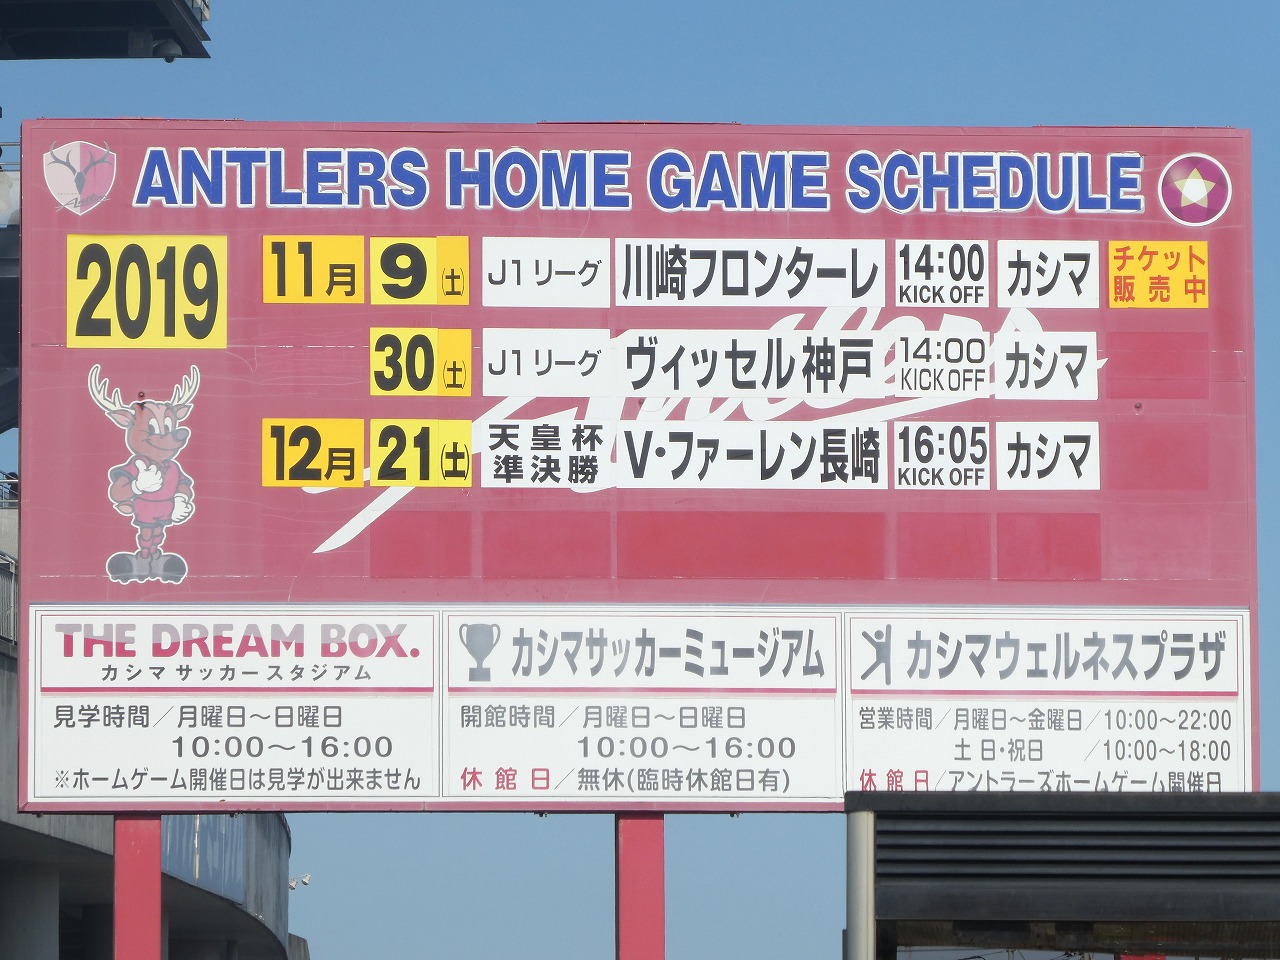 ANTLERS HOME GAME SCHEDULE
2019 11月 9(土) J1リーグ 川崎フロンターレ 14:00 KICK OFF カシマ チケット販売中
30(土) J1リーグ ヴィッセル神戸 14:00 KICK OFF カシマ
12月 21(土) 天皇杯準決勝 V・ファーレン長崎 16:05 KICK OFF カシマ
Antlers
THE DREAM BOX.
カシマサッカースタジアム
見学時間/月曜日～日曜日
10:00～16:00
※ホームゲーム開催日は見学が出来ません
カシマサッカーミュージアム
開館時間/月曜日～日曜日
10:00～16:00
休館日/無休(臨時休館日有)
カシマウェルネスプラザ
営業時間/月曜日～金曜日/10:00～22:00
土日・祝日 /10:00～18:00
休館日/アントラーズホームゲーム開催日